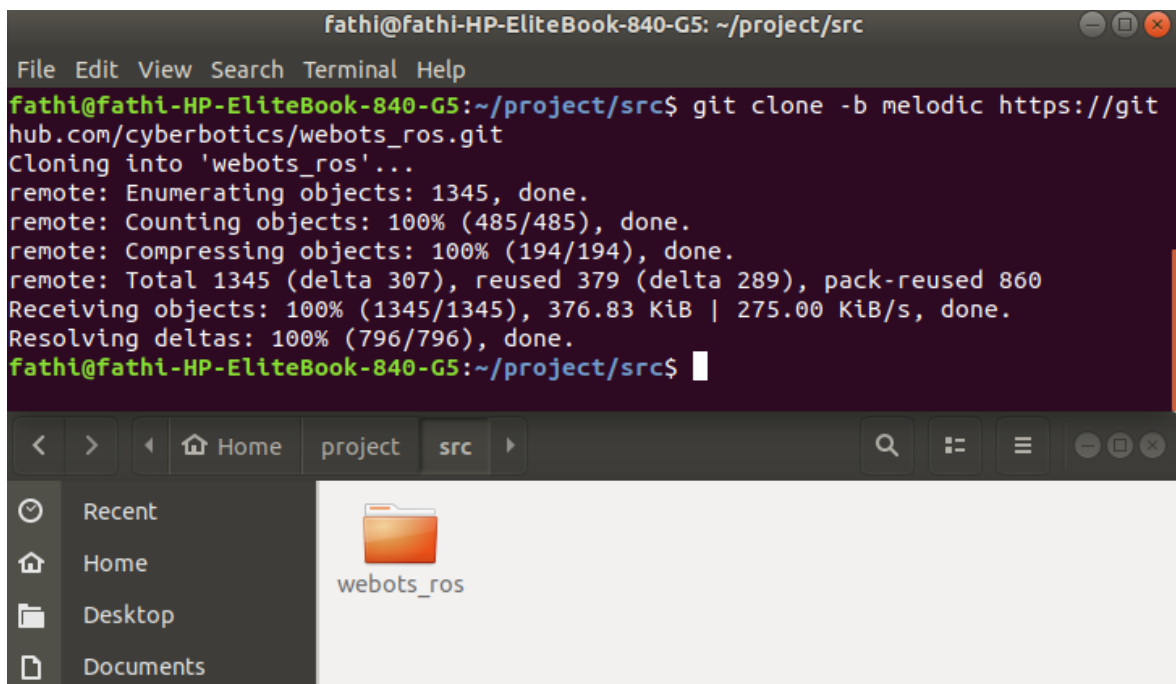 fathi@fathi-HP-EliteBook-840-G5: ~/project/src
File Edit View Search Terminal Help
fathi@fathi-HP-EliteBook-840-G5:~/project/src$ git clone -b melodic https://git
hub.com/cyberbotics/webots_ros.git
Cloning into 'webots_ros'...
remote: Enumerating objects: 1345, done.
remote: Counting objects: 100% (485/485), done.
remote: Compressing objects: 100% (194/194), done.
remote: Total 1345 (delta 307), reused 379 (delta 289), pack-reused 860
Receiving objects: 100% (1345/1345), 376.83 KiB | 275.00 KiB/s, done.
Resolving deltas: 100% (796/796), done.
fathi@fathi-HP-EliteBook-840-G5:~/project/src$
Home project src
Recent
Home
Desktop
Documents
webots_ros